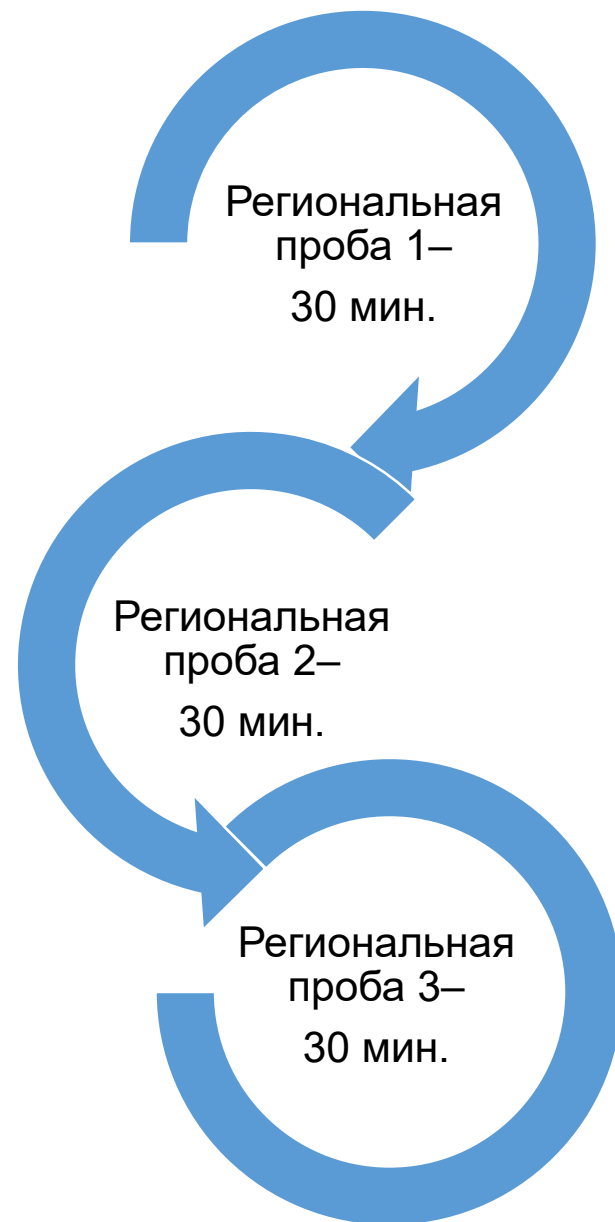 Региональная
проба 1–
30 мин.
Региональная
проба 2–
30 мин.
Региональная
проба 3–
30 мин.